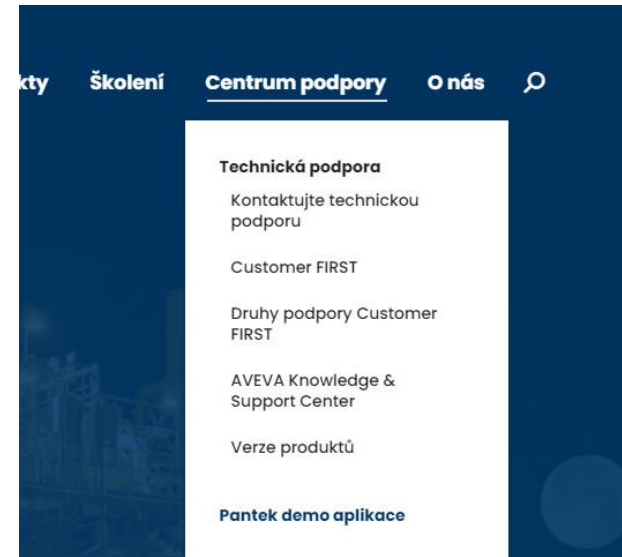 kty Školení Centrum podpory O nás
Technická podpora
Kontaktujte technickou
podporu
Customer FIRST
Druhy podpory Customer
FIRST
AVEVA Knowledge &
Support Center
Verze produktů
Pantek demo aplikace